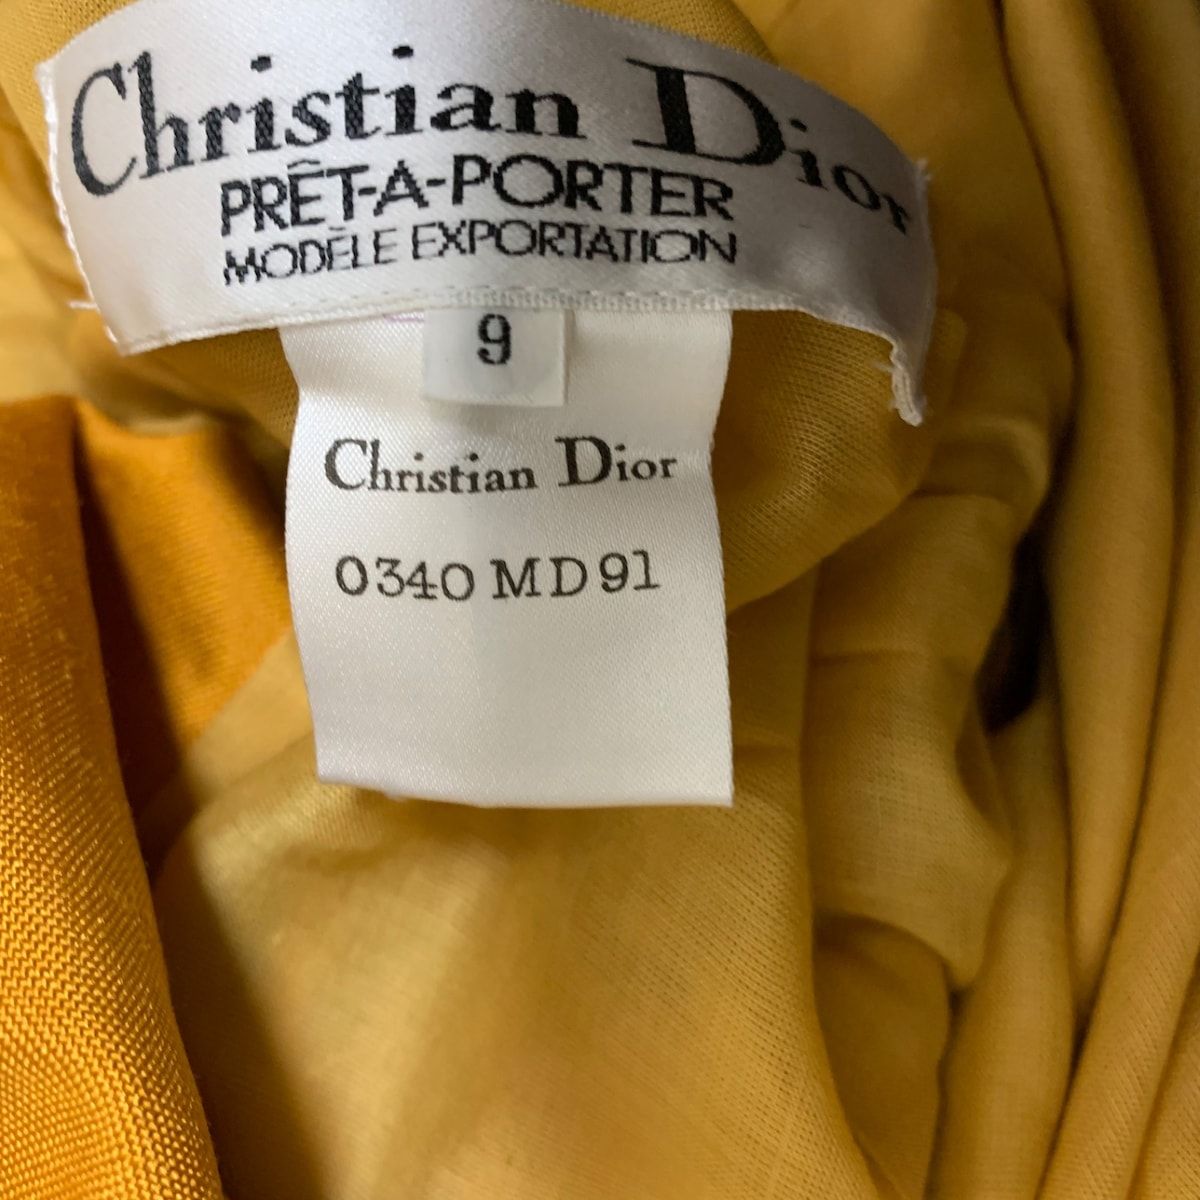 Christian Dior
PRÊT-A-PORTER
MODÈLE EXPORTATION
9
Christian Dior
0340 MD91